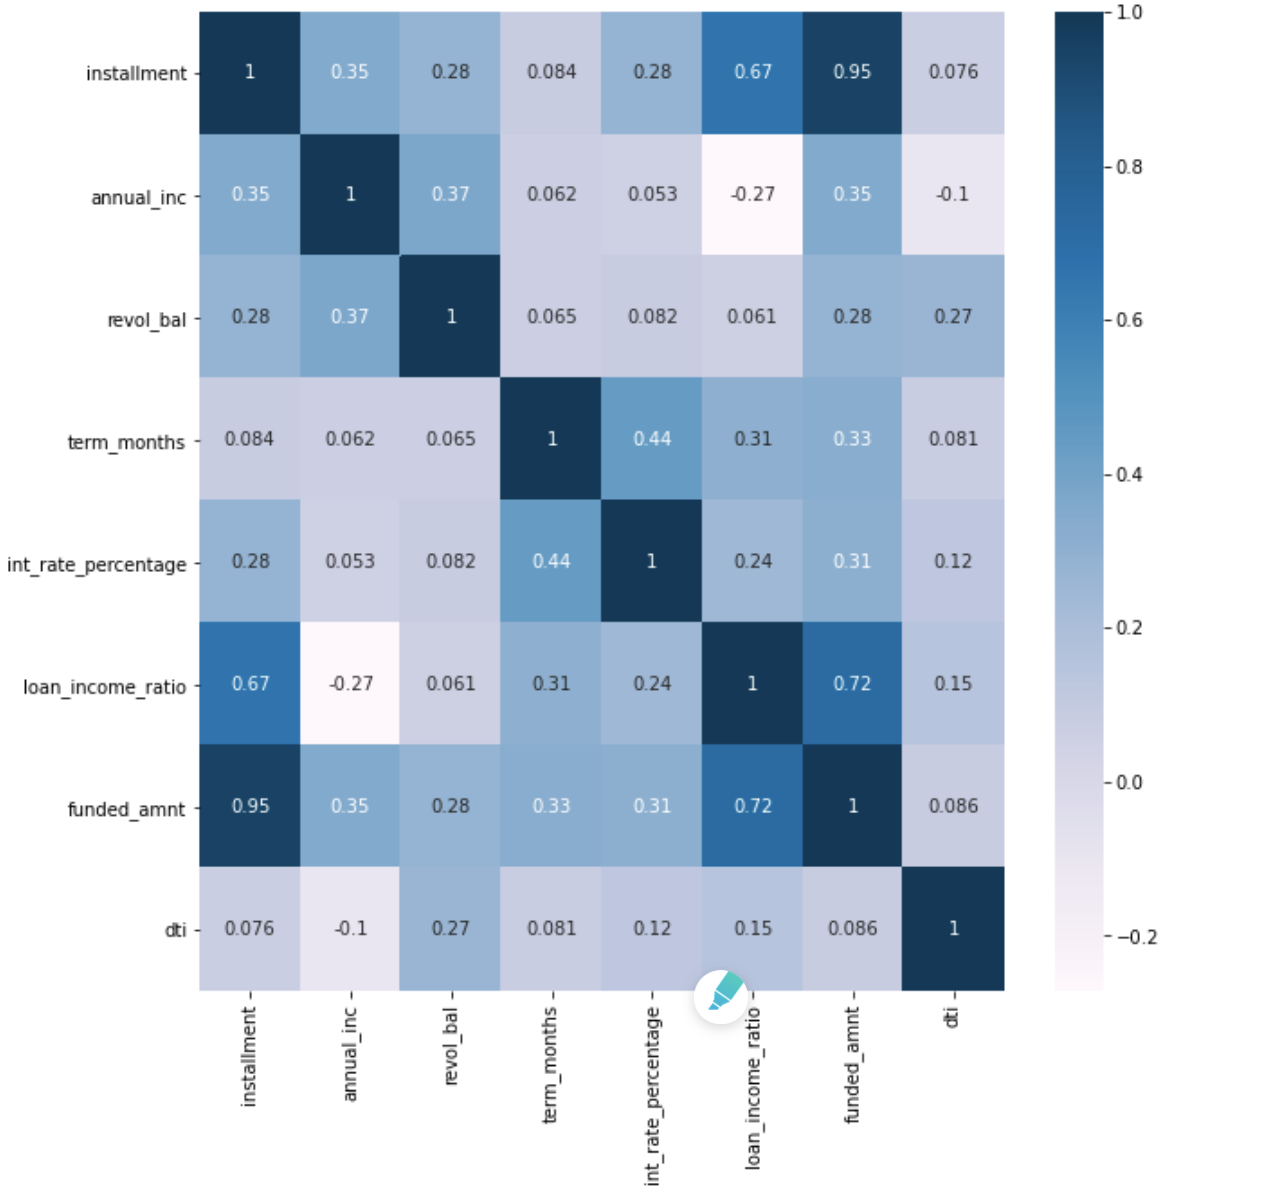 installment 1 0.35 0.28 0.084 0.28 0.67 0.95 0.076
annual_inc 0.35 1 0.37 0.062 0.053 -0.27 0.35 -0.1
revol_bal 0.28 0.37 1 0.065 0.082 0.061 0.28 0.27
term_months 0.084 0.062 0.065 1 0.44 0.31 0.33 0.081
int_rate_percentage 0.28 0.053 0.082 0.44 1 0.24 0.31 0.12
loan_income_ratio 0.67 -0.27 0.061 0.31 0.24 1 0.72 0.15
funded_amnt 0.95 0.35 0.28 0.33 0.31 0.72 1 0.086
dti 0.076 -0.1 0.27 0.081 0.12 0.15 0.086 1
installment
annual_inc
revol_bal
term_months
int_rate_percentage
loan_income_ratio
funded_amnt
dti
1.0
0.8
0.6
0.4
0.2
0.0
−0.2